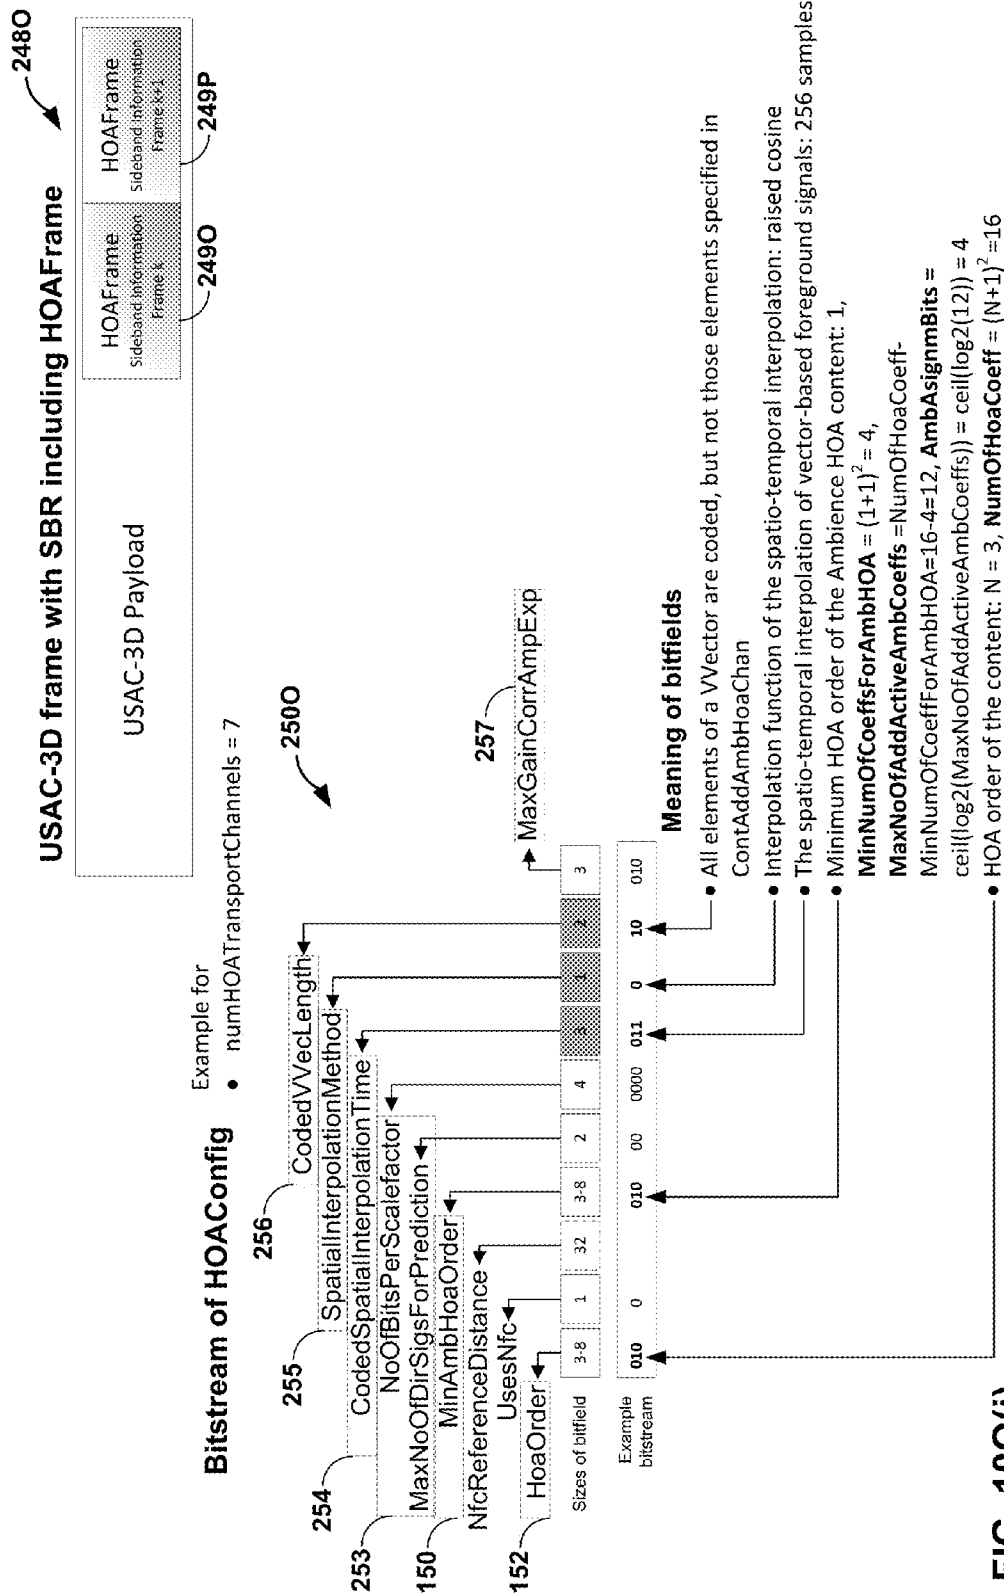 USAC-3D frame with SBR including HOAFrame
248O
USAC-3D Payload
HOAFrame
Sideband Information
Frame k
HOAFrame
Sideband Information
Frame k+1
249O
249P
Bitstream of HOAConfig
Example for
• numHOATransportChannels = 7
250O
256
CodedVVecLength
255
SpatialInterpolationMethod
254
CodedSpatialInterpolationTime
NoOfBitsPerScalefactor
253
MaxNoOfDirSigsForPrediction
150
MinAmbHoaOrder
NfcReferenceDistance
UsesNfc
152
HoaOrder
257
MaxGainCorrAmpExp
Sizes of bitfield
3-8
1
32
3-8
2
4
3
1
2
3
Example
bitstream
010
0
010
00
0000
011
0
10
010
Meaning of bitfields
• All elements of a VVector are coded, but not those elements specified in
ContAddAmbHoaChan
• Interpolation function of the spatio-temporal interpolation: raised cosine
• The spatio-temporal interpolation of vector-based foreground signals: 256 samples
• Minimum HOA order of the Ambience HOA content: 1,
MinNumOfCoeffsForAmbHOA = (1+1)² = 4,
MaxNoOfAddActiveAmbCoeffs =NumOfHoaCoeff-
MinNumOfCoeffForAmbHOA=16-4=12, AmbAsignmBits =
ceil(log2(MaxNoOfAddActiveAmbCoeffs)) = ceil(log2(12)) = 4
• HOA order of the content: N = 3, NumOfHoaCoeff = (N+1)² =16